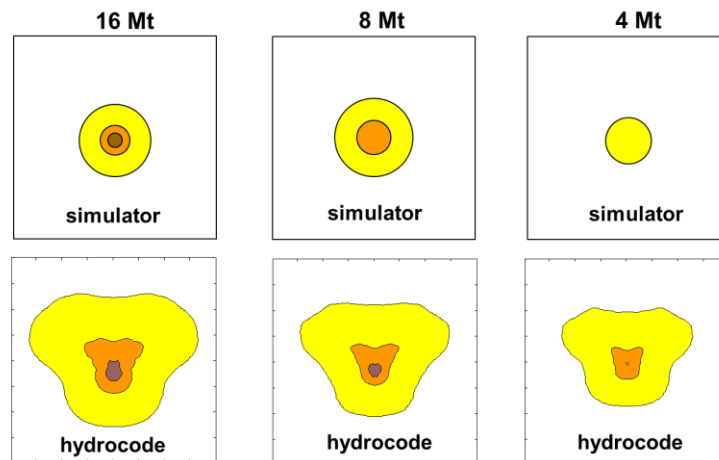 16 Mt
8 Mt
4 Mt
simulator
simulator
simulator
hydrocode
hydrocode
hydrocode